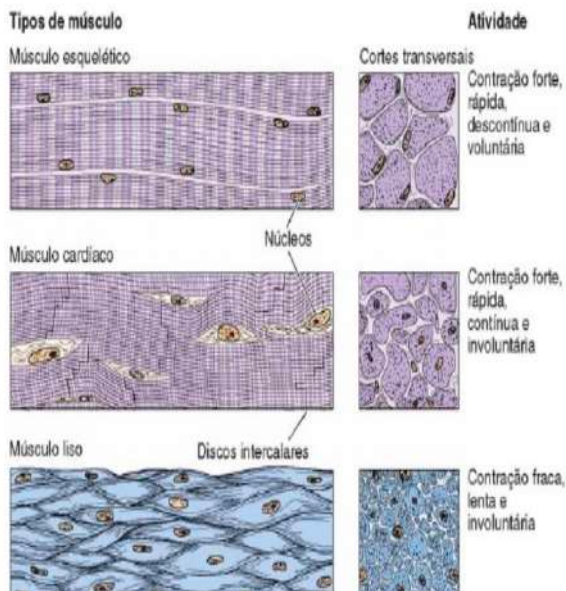 Tipos de músculo
Atividade
Músculo esquelético
Cortes transversais
Contração forte,
rápida,
descontínua e
voluntária
Núcleos
Músculo cardíaco
Contração forte,
rápida,
contínua e
involuntária
Músculo liso
Discos intercalares
Contração fraca,
lenta e
involuntária